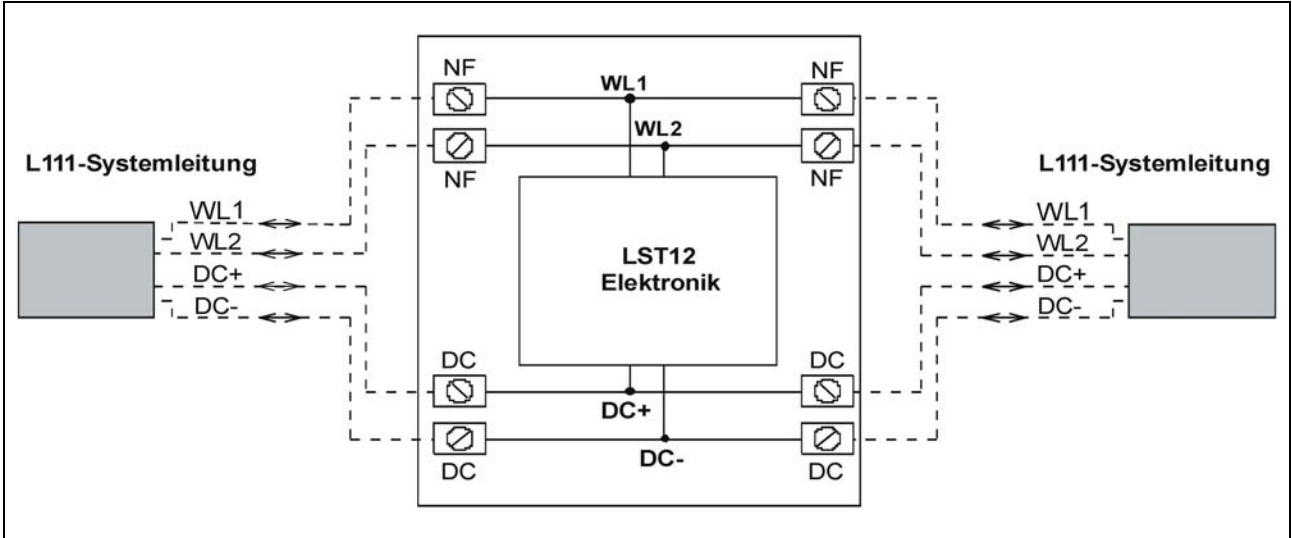 NF
NF
WL1
WL2
NF
NF
L111-Systemleitung
L111-Systemleitung
WL1
WL2
DC+
DC-
LST12
Elektronik
WL1
WL2
DC+
DC-
DC
DC
DC+
DC-
DC
DC